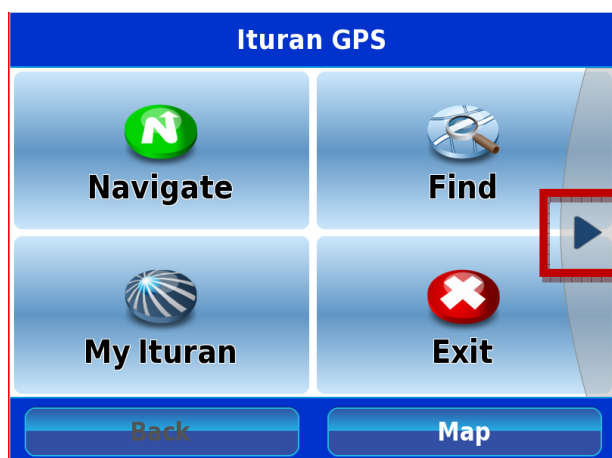 Ituran GPS
Navigate
Find
My Ituran
Exit
Back
Map